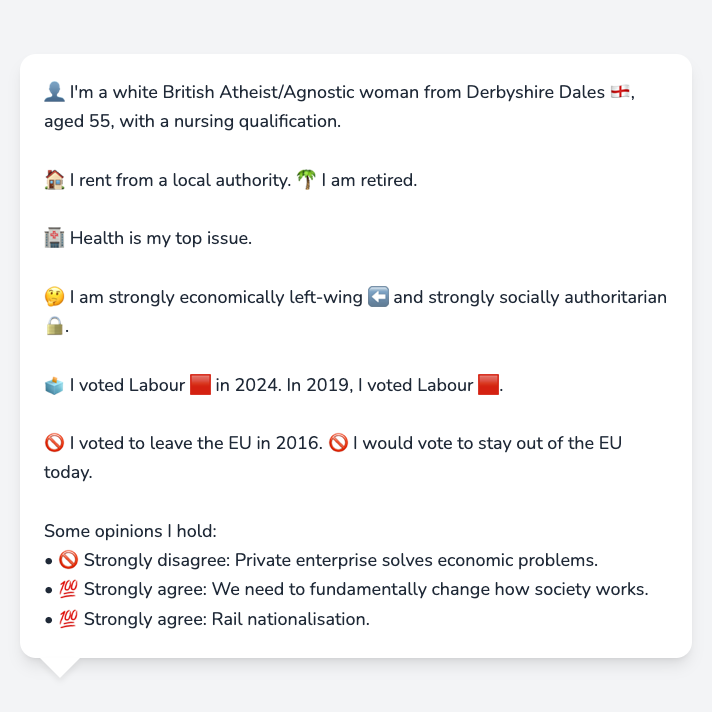 👤 I'm a white British Atheist/Agnostic woman from Derbyshire Dales 🏴󠁧󠁢󠁥󠁮󠁧󠁿,
aged 55, with a nursing qualification.
🏠 I rent from a local authority. 🌴 I am retired.
🏥 Health is my top issue.
🤔 I am strongly economically left-wing ⬅️ and strongly socially authoritarian
🔒.
🗳️ I voted Labour 🟥 in 2024. In 2019, I voted Labour 🟥.
🚫 I voted to leave the EU in 2016. 🚫 I would vote to stay out of the EU
today.
Some opinions I hold:
• 🚫 Strongly disagree: Private enterprise solves economic problems.
• 💯 Strongly agree: We need to fundamentally change how society works.
• 💯 Strongly agree: Rail nationalisation.